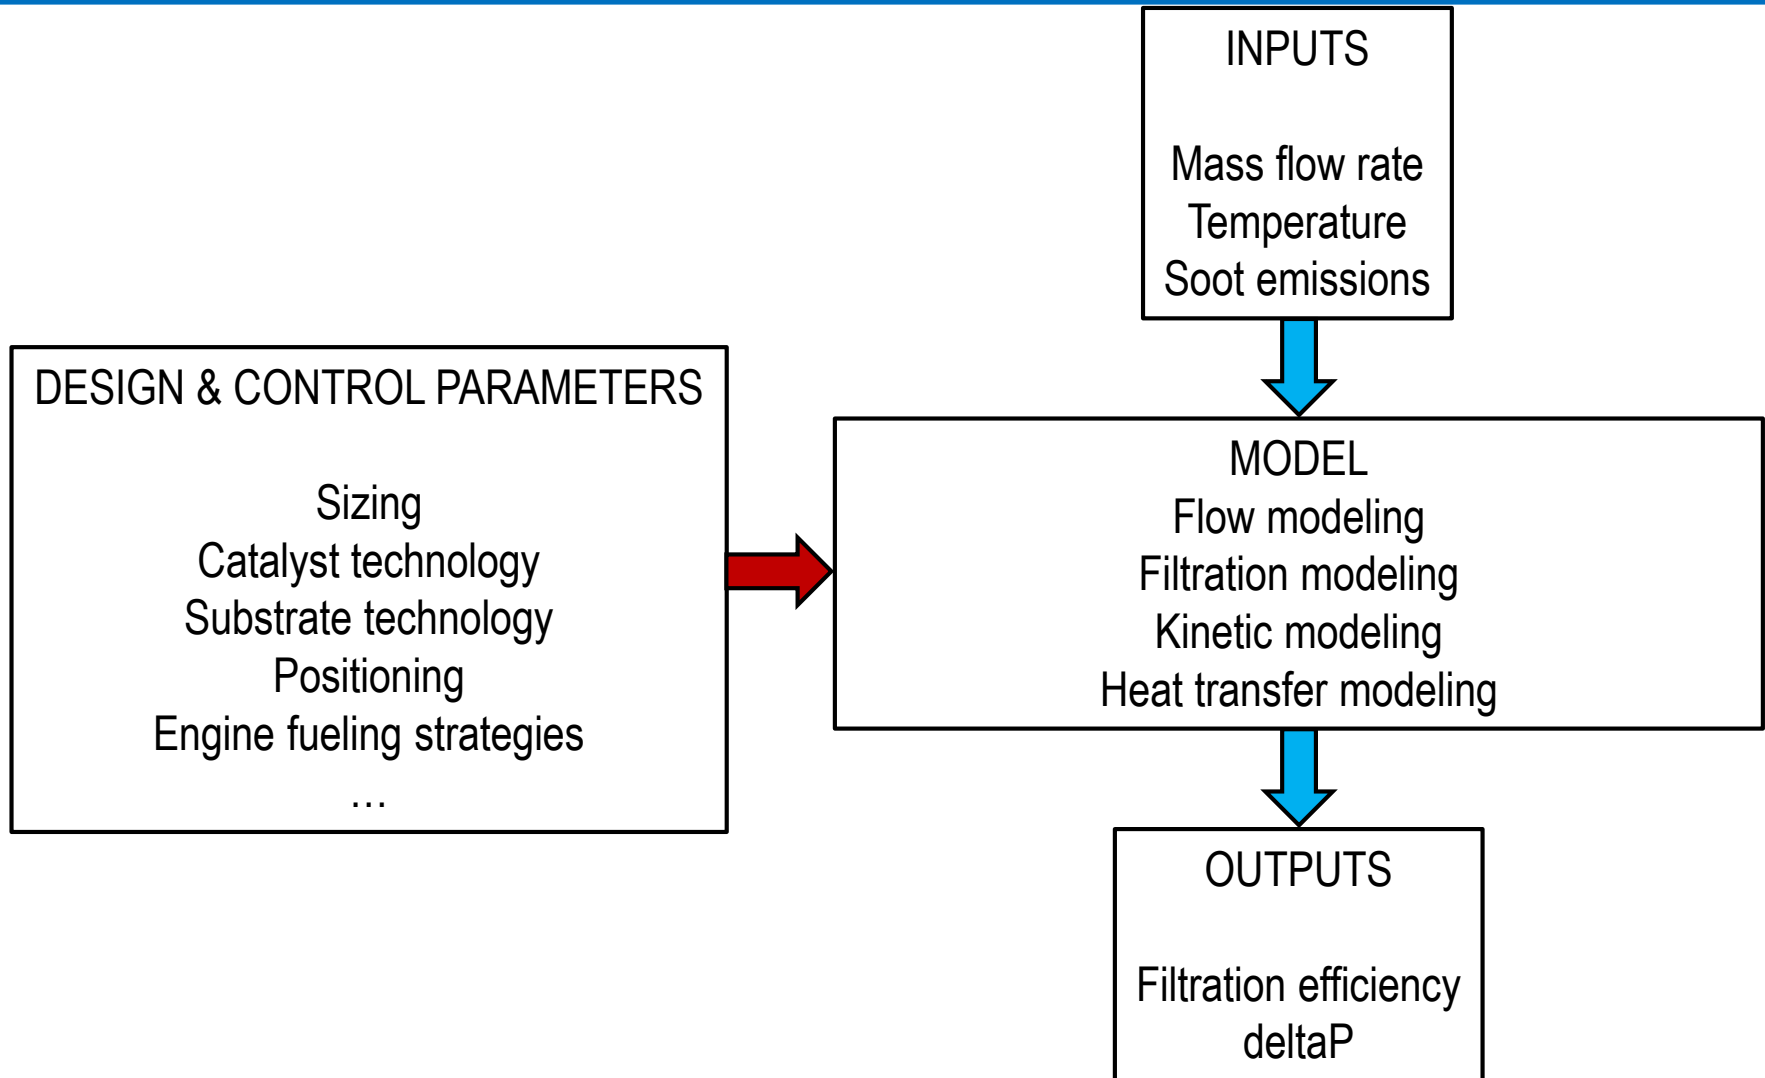 INPUTS
Mass flow rate
Temperature
Soot emissions
DESIGN & CONTROL PARAMETERS
Sizing
Catalyst technology
Substrate technology
Positioning
Engine fueling strategies
…
MODEL
Flow modeling
Filtration modeling
Kinetic modeling
Heat transfer modeling
OUTPUTS
Filtration efficiency
deltaP